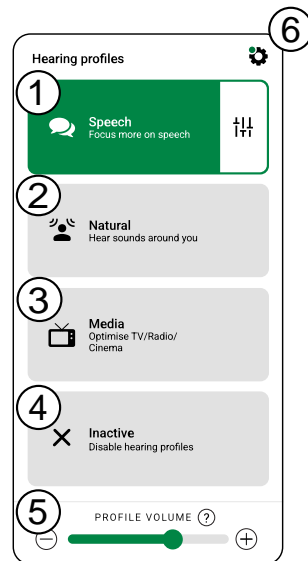 6
Hearing profiles
1
Speech
Focus more on speech
2
Natural
Hear sounds around you
3
Media
Optimise TV/Radio/
Cinema
4
Inactive
Disable hearing profiles
5
PROFILE VOLUME ?